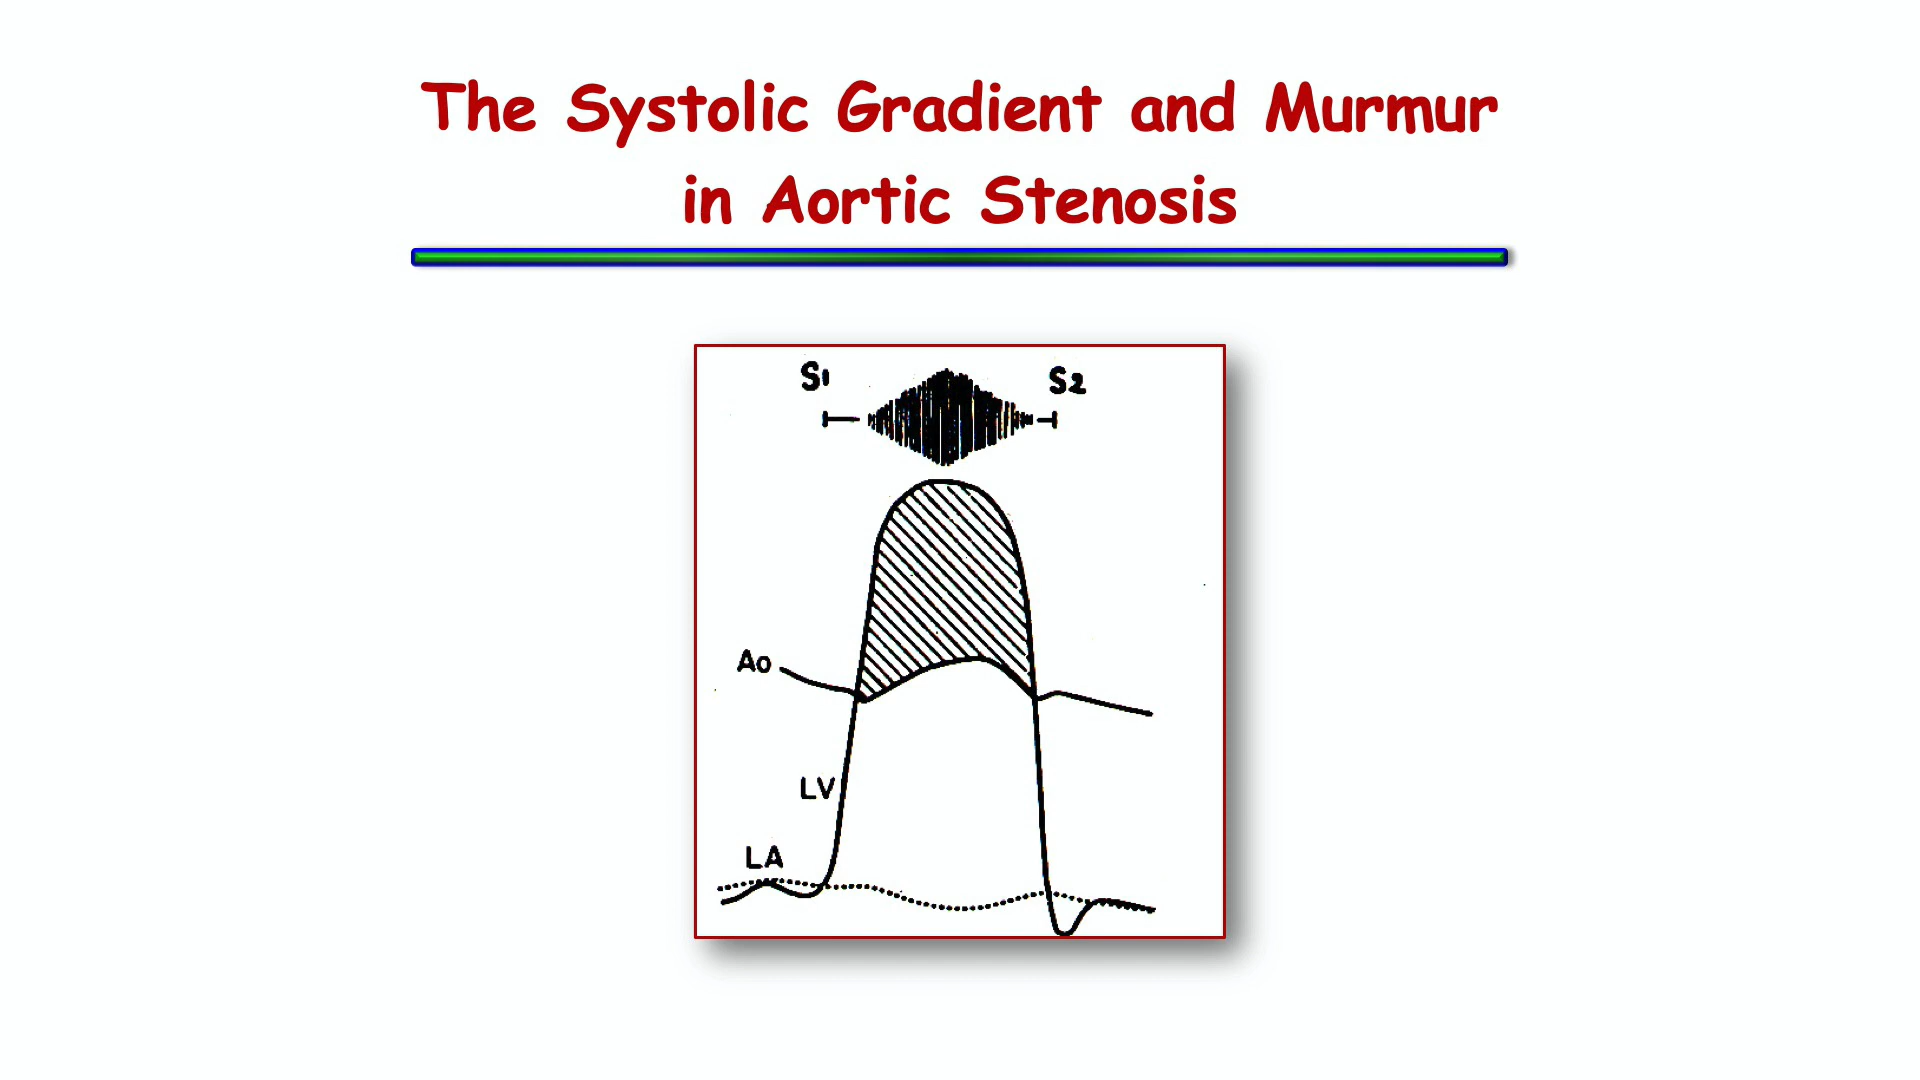 The Systolic Gradient and Murmur
in Aortic Stenosis
S1 S2
Ao
LV
LA